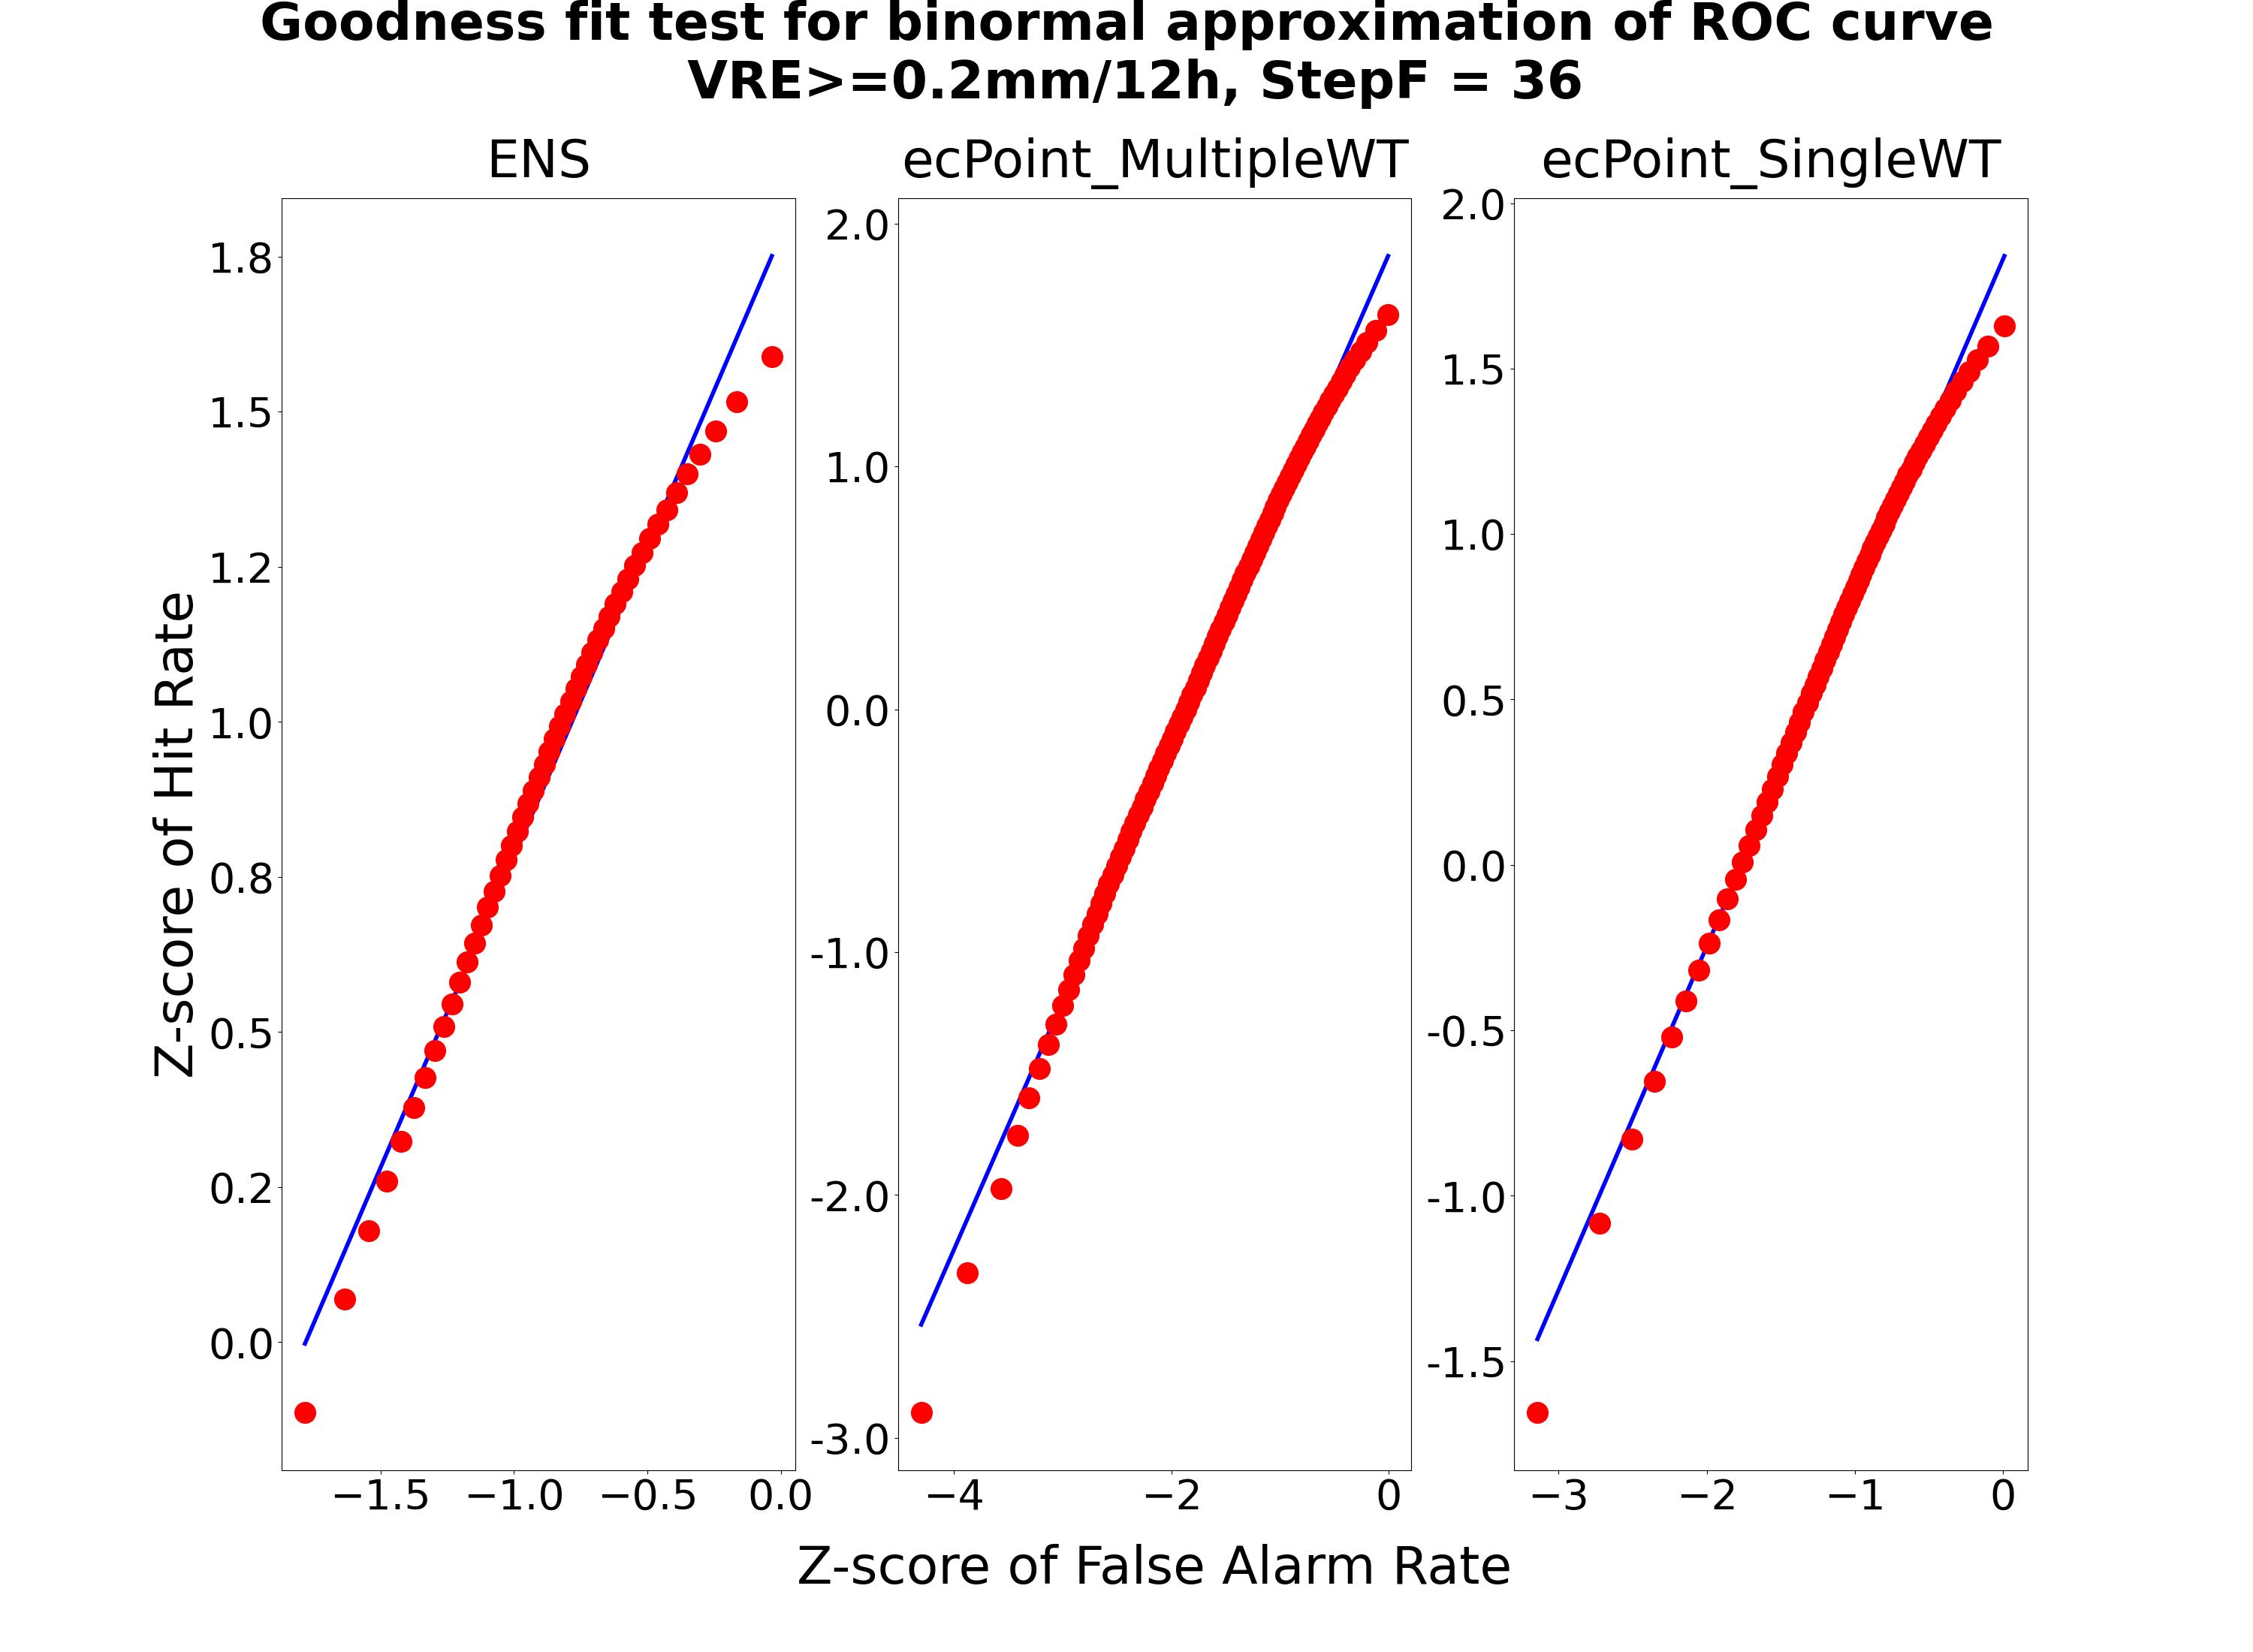 Goodness fit test for binormal approximation of ROC curve
VRE>=0.2mm/12h, StepF = 36
ENS
ecPoint_MultipleWT
ecPoint_SingleWT
Z-score of Hit Rate
1.8
1.5
1.2
1.0
0.8
0.5
0.2
0.0
−1.5 −1.0 −0.5 0.0
2.0
1.0
0.0
-1.0
-2.0
-3.0
−4 −2 0
2.0
1.5
1.0
0.5
0.0
-0.5
-1.0
-1.5
−3 −2 −1 0
Z-score of False Alarm Rate